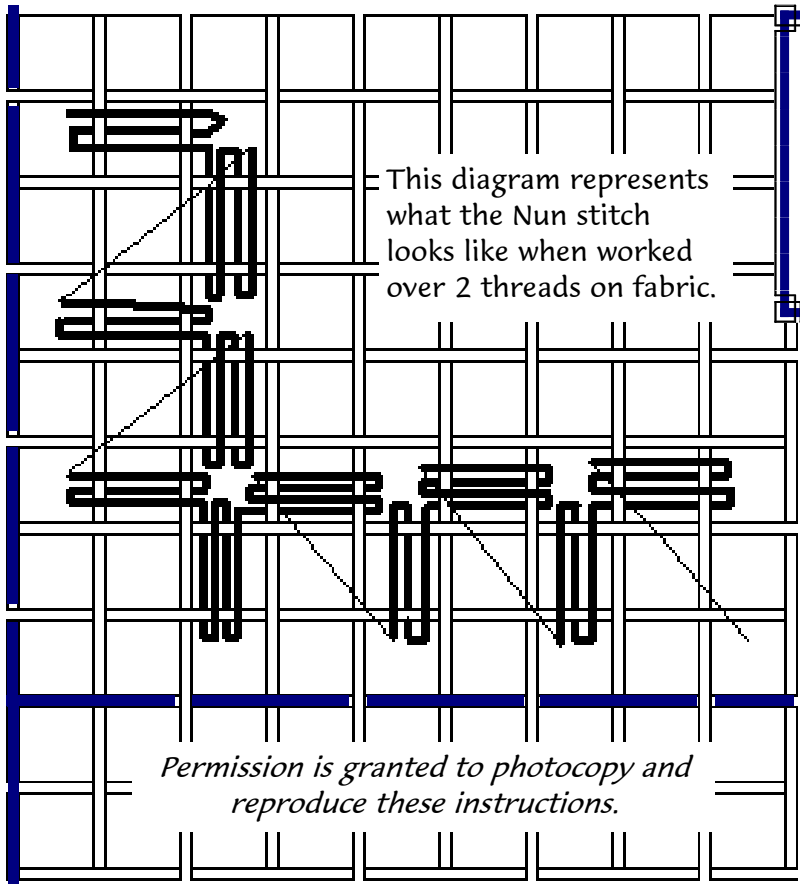 This diagram represents
what the Nun stitch
looks like when worked
over 2 threads on fabric.
Permission is granted to photocopy and
reproduce these instructions.